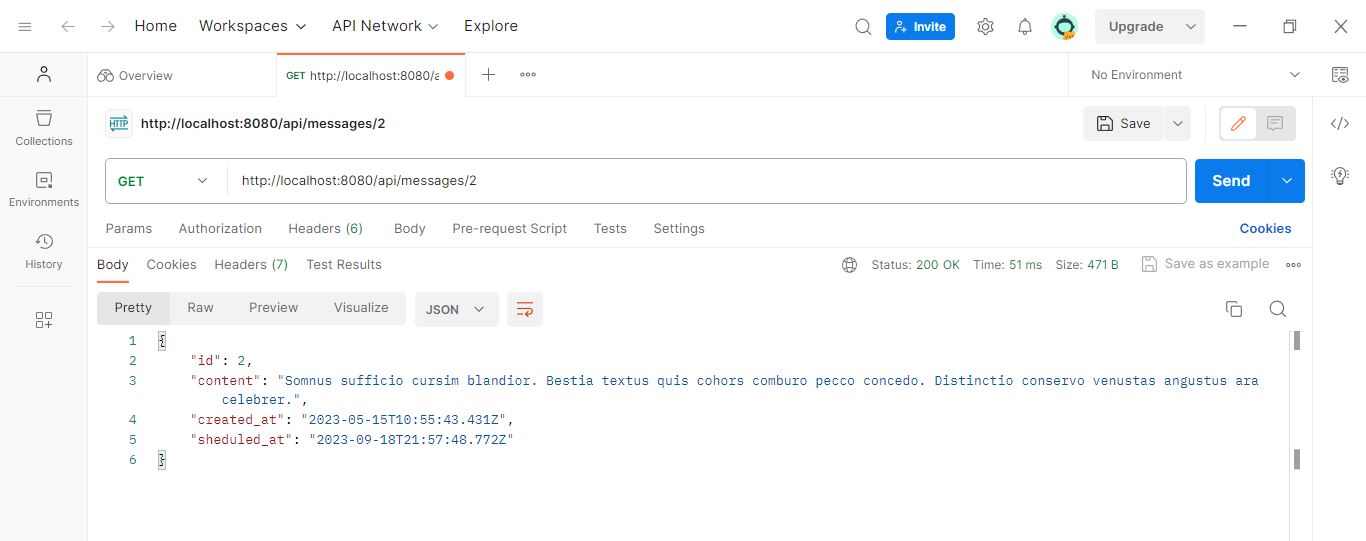 Home Workspaces API Network Explore Invite Upgrade
Overview GET http://localhost:8080/a No Environment
HTTP http://localhost:8080/api/messages/2 Save
Collections
Environments
History
GET http://localhost:8080/api/messages/2 Send
Params Authorization Headers (6) Body Pre-request Script Tests Settings Cookies
Body Cookies Headers (7) Test Results Status: 200 OK Time: 51 ms Size: 471 B Save as example
Pretty Raw Preview Visualize JSON
1 {
2 "id": 2,
3 "content": "Somnus sufficio cursim blandior. Bestia textus quis cohors comburo pecco concedo. Distinctio conservo venustas angustus ara
celebrer.",
4 "created_at": "2023-05-15T10:55:43.431Z",
5 "sheduled_at": "2023-09-18T21:57:48.772Z"
6 }